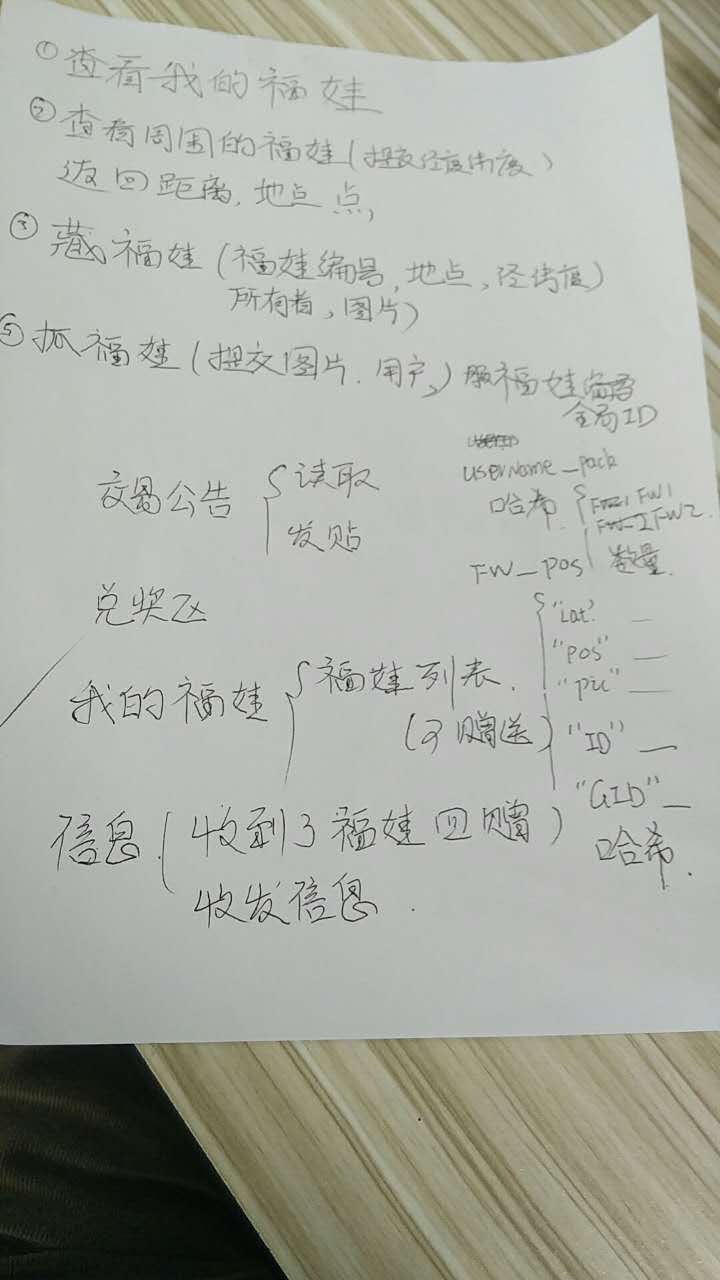 ① 查看我的福娃
② 查看周围的福娃(提交经度纬度)
返回距离,地点
③ 藏福娃(福娃编号,地点,经纬度)
所有者,图片)
⑤ 抓福娃(提交图片.用户,) 福娃编号
全局ID
username_pack
交易公告 {读取
发贴
哈希 {FW1
FW2
数量.
FW_pos
兑奖区
"Lat" —
"pos" —
"pic" —
"ID" —
"GID" —
哈希.
我的福娃 {福娃列表.
(可赠送)
信息(收到了福娃回赠)
收发信息.